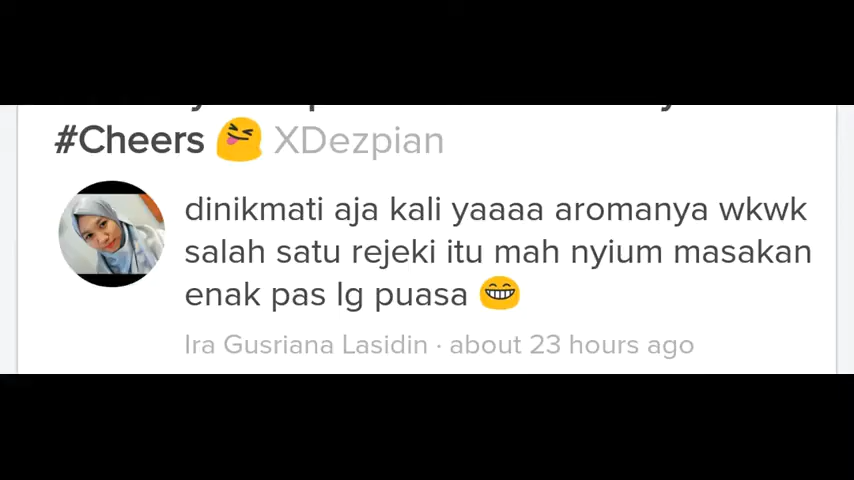 #Cheers 😝 XDezpian
dinikmati aja kali yaaaa aromanya wkwk
salah satu rejeki itu mah nyium masakan
enak pas lg puasa 😁
Ira Gusriana Lasidin · about 23 hours ago